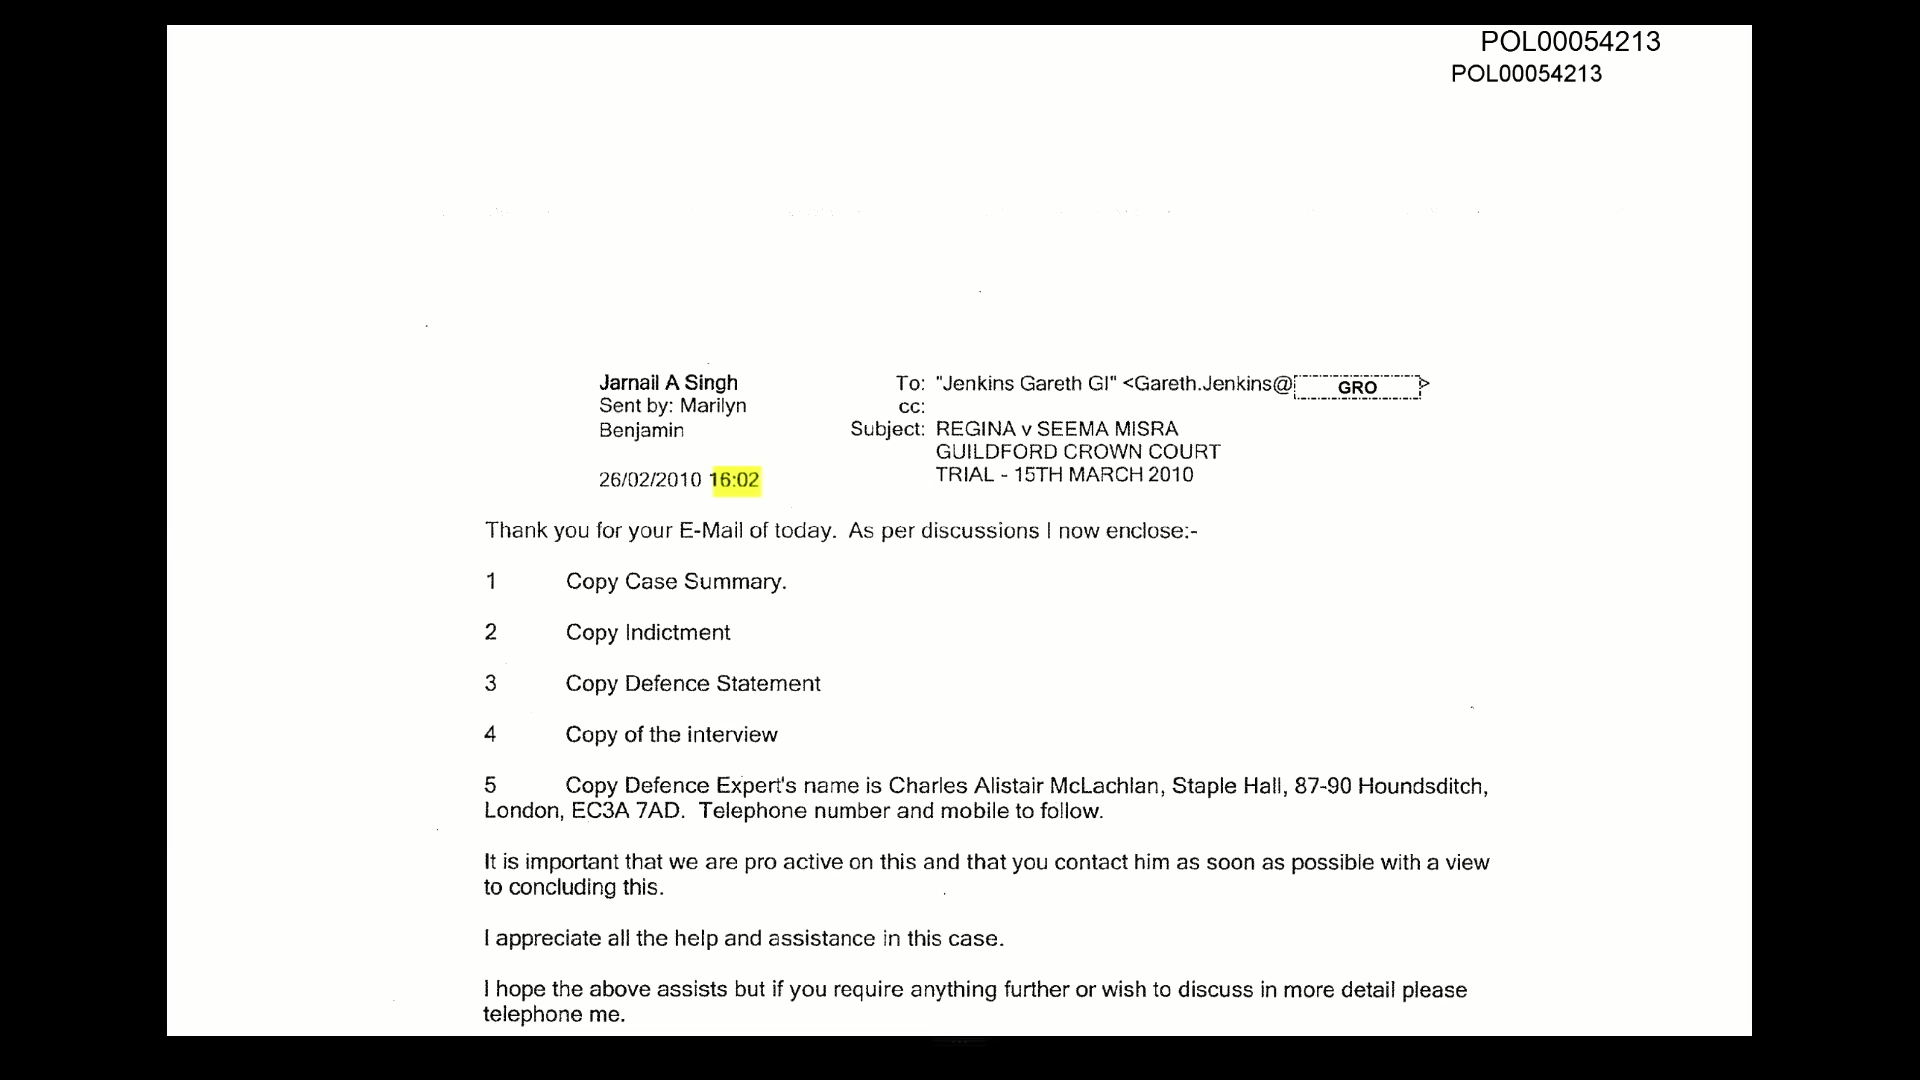 POL00054213
POL00054213
Jarnail A Singh
Sent by: Marilyn
Benjamin
26/02/2010 16:02
To: "Jenkins Gareth GI" <Gareth.Jenkins@ GRO >
cc:
Subject: REGINA v SEEMA MISRA
GUILDFORD CROWN COURT
TRIAL - 15TH MARCH 2010
Thank you for your E-Mail of today. As per discussions I now enclose:-
1 Copy Case Summary.
2 Copy Indictment
3 Copy Defence Statement
4 Copy of the interview
5 Copy Defence Expert's name is Charles Alistair McLachlan, Staple Hall, 87-90 Houndsditch,
London, EC3A 7AD. Telephone number and mobile to follow.
It is important that we are pro active on this and that you contact him as soon as possible with a view
to concluding this.
I appreciate all the help and assistance in this case.
I hope the above assists but if you require anything further or wish to discuss in more detail please
telephone me.